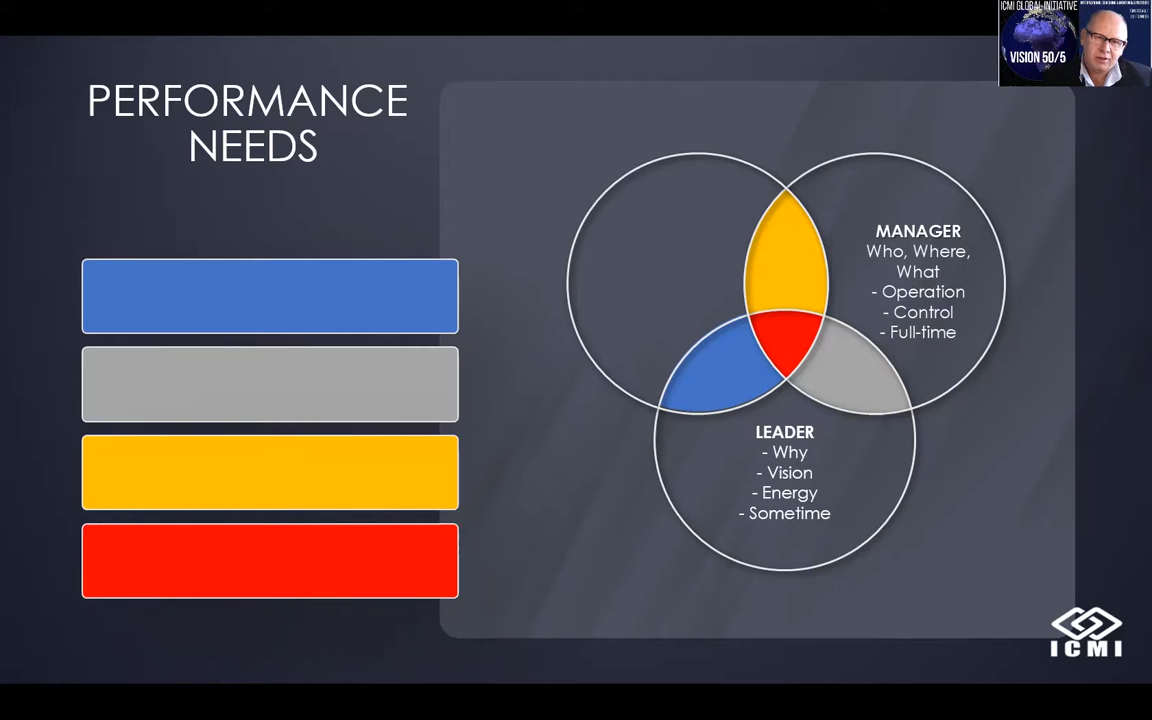 ICMI GLOBAL INITIATIVE
VISION 50/5
PERFORMANCE
NEEDS
MANAGER
Who, Where,
What
- Operation
- Control
- Full-time
LEADER
- Why
- Vision
- Energy
- Sometime
ICMI